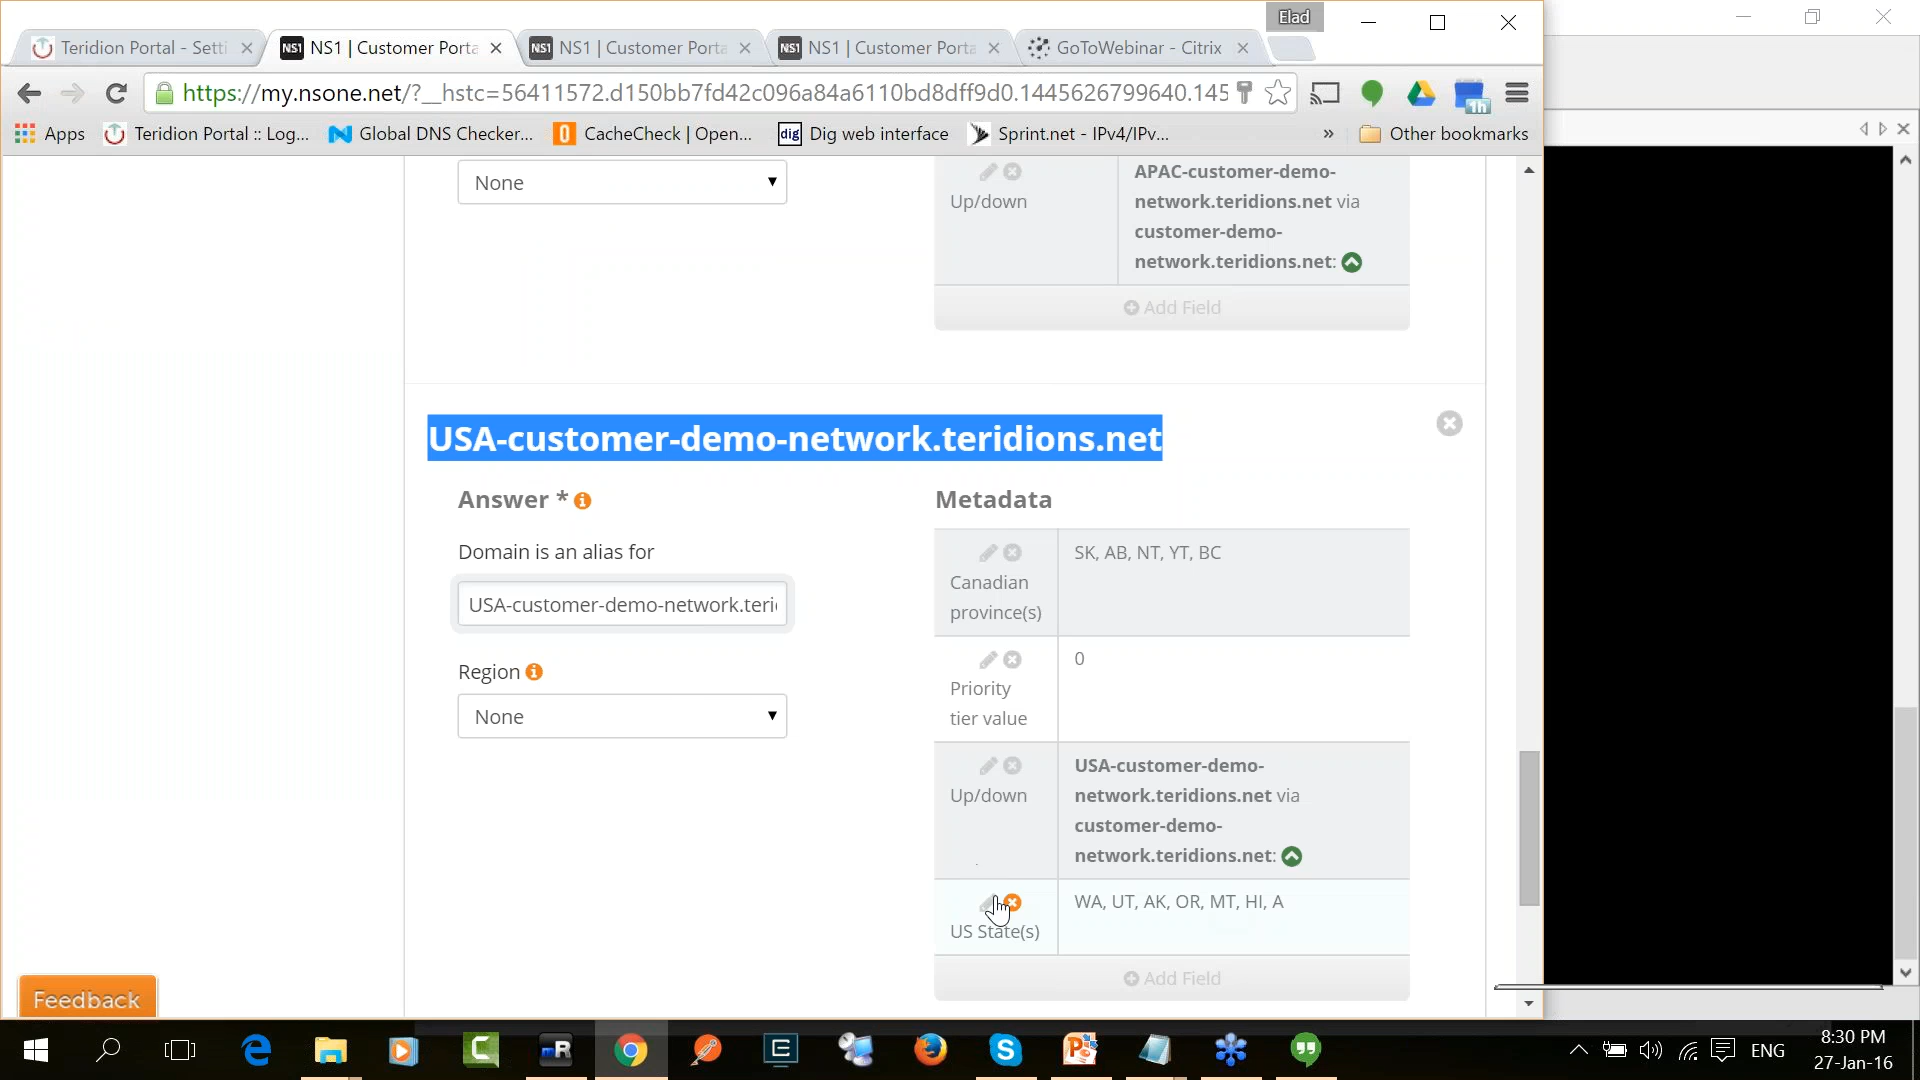 Elad
Teridion Portal - Setti
NS1 | Customer Porta
NS1 | Customer Porta
NS1 | Customer Porta
GoToWebinar - Citrix
https://my.nsone.net/?__hstc=56411572.d150bb7fd42c096a84a6110bd8dff9d0.1445626799640.145
1h
Apps
Teridion Portal :: Log...
Global DNS Checker...
CacheCheck | Open...
dig
Dig web interface
Sprint.net - IPv4/IPv...
»
Other bookmarks
None
Up/down
APAC-customer-demo-
network.teridions.net via
customer-demo-
network.teridions.net:
Add Field
USA-customer-demo-network.teridions.net
Answer *
Metadata
Domain is an alias for
USA-customer-demo-network.teri
Region
None
Canadian
province(s)
SK, AB, NT, YT, BC
Priority
tier value
0
Up/down
USA-customer-demo-
network.teridions.net via
customer-demo-
network.teridions.net:
US State(s)
WA, UT, AK, OR, MT, HI, A
Add Field
Feedback
ENG
8:30 PM
27-Jan-16